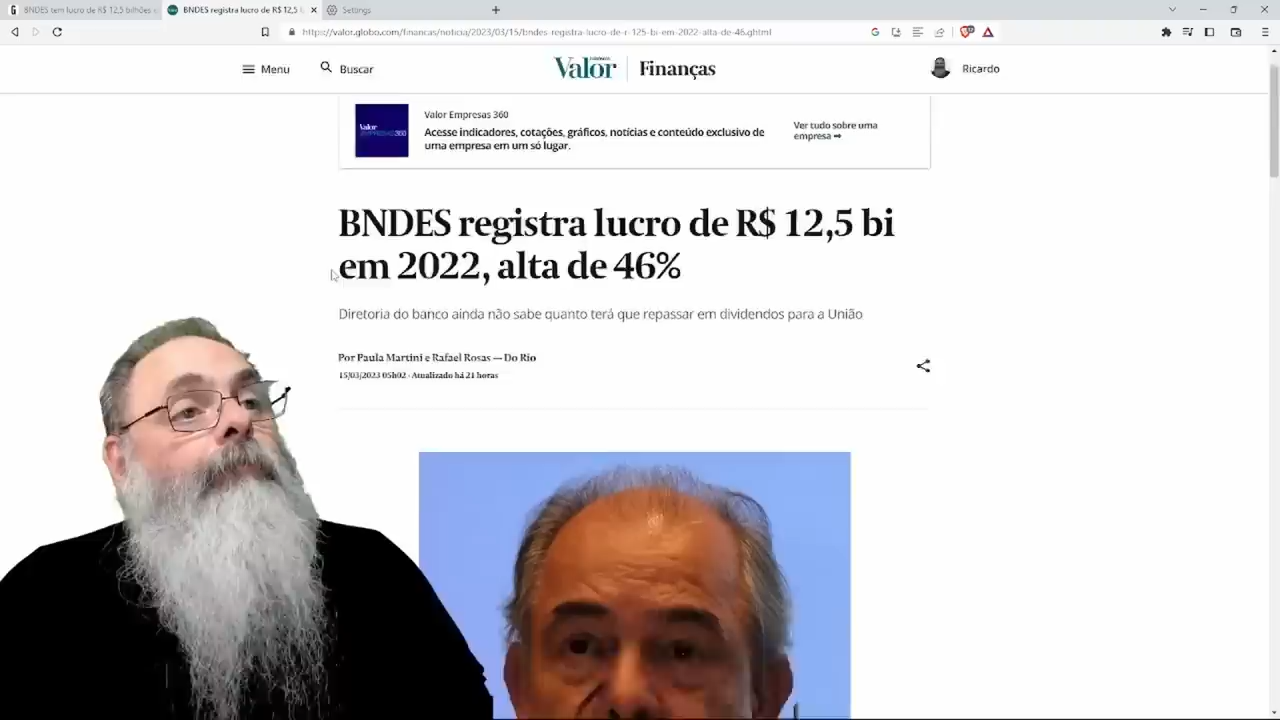 BNDES tem lucro de R$ 12,5 bilhões
BNDES registra lucro de R$ 12,5
Settings
https://valor.globo.com/financas/noticia/2023/03/15/bndes-registra-lucro-de-r-125-bi-em-2022-alta-de-46.ghtml
Menu
Buscar
Valor
Finanças
Ricardo
Valor Empresas 360
Acesse indicadores, cotações, gráficos, notícias e conteúdo exclusivo de
uma empresa em um só lugar.
Valor
EMPRESAS 360
Ver tudo sobre uma
empresa ➡
BNDES registra lucro de R$ 12,5 bi
em 2022, alta de 46%
Diretoria do banco ainda não sabe quanto terá que repassar em dividendos para a União
Por Paula Martini e Rafael Rosas — Do Rio
15/03/2023 05h02 · Atualizado há 21 horas